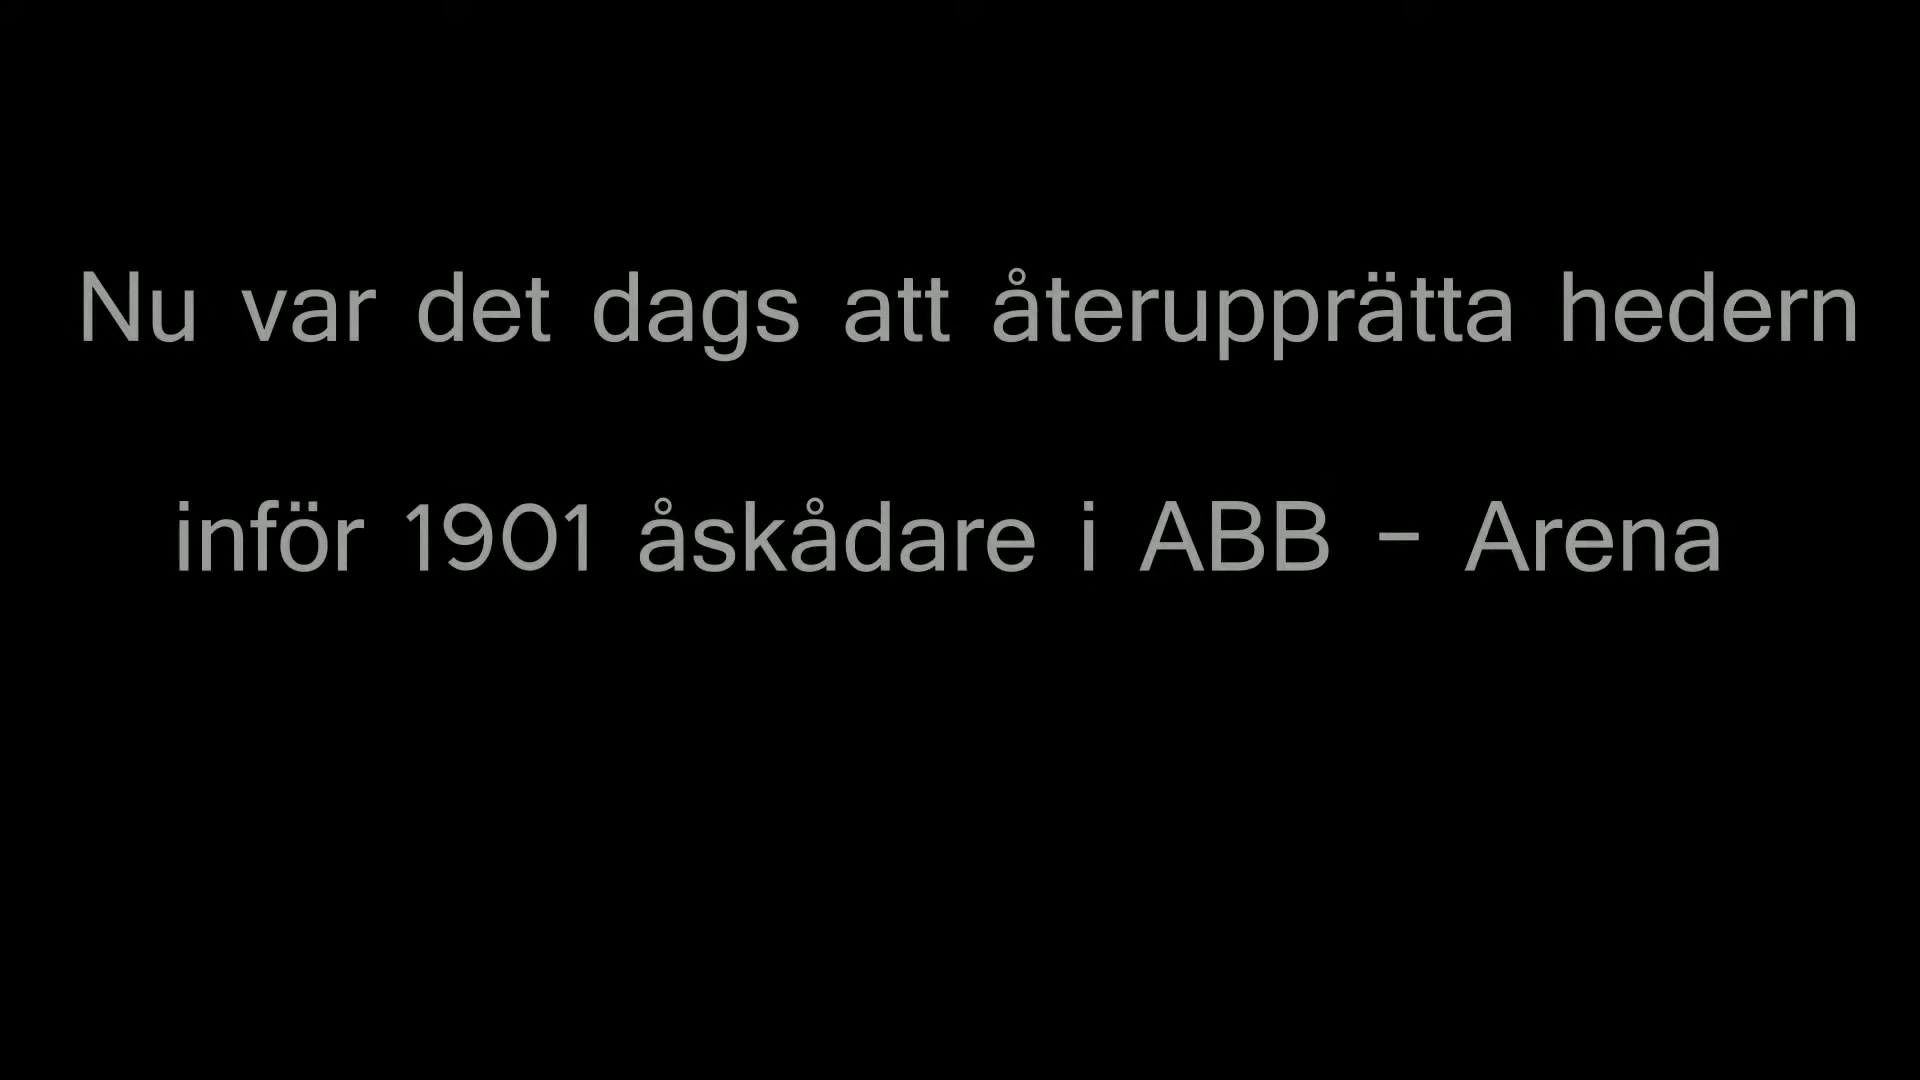 Nu var det dags att återupprätta hedern
inför 1901 åskådare i ABB - Arena